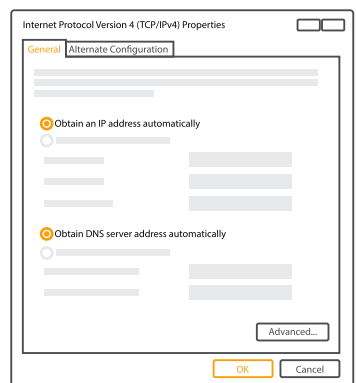 Internet Protocol Version 4 (TCP/IPv4) Properties
General
Alternate Configuration
Obtain an IP address automatically
Obtain DNS server address automatically
Advanced...
OK
Cancel